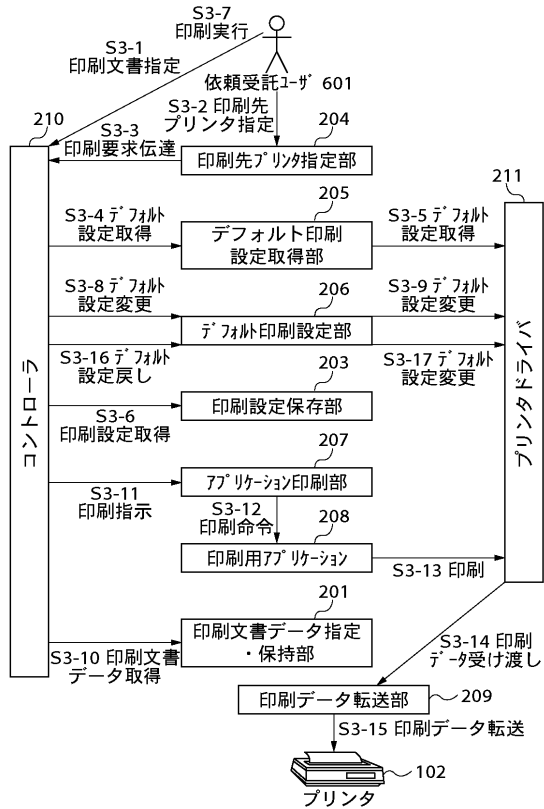 S3-7
印刷実行
S3-1
印刷文書指定
依頼受託ﾕｰｻﾞ 601
S3-2 印刷先
プリンタ指定
210
S3-3
印刷要求伝達
204
印刷先プリンタ指定部
211
205
S3-4 ﾃﾞﾌｫﾙﾄ
設定取得
デフォルト印刷
設定取得部
S3-5 ﾃﾞﾌｫﾙﾄ
設定取得
S3-8 ﾃﾞﾌｫﾙﾄ
設定変更
206
S3-9 ﾃﾞﾌｫﾙﾄ
設定変更
ﾃﾞﾌｫﾙﾄ印刷設定部
S3-16 ﾃﾞﾌｫﾙﾄ
設定戻し
S3-17 ﾃﾞﾌｫﾙﾄ
設定変更
コントローラ
プリンタドライバ
203
印刷設定保存部
S3-6
印刷設定取得
207
ｱﾌﾟﾘｹｰｼｮﾝ印刷部
S3-11
印刷指示
S3-12
印刷命令
208
印刷用ｱﾌﾟﾘｹｰｼｮﾝ
S3-13 印刷
201
印刷文書データ指定
・保持部
S3-10 印刷文書
データ取得
S3-14 印刷
ﾃﾞｰﾀ受け渡し
印刷データ転送部
209
S3-15 印刷データ転送
102
プリンタ